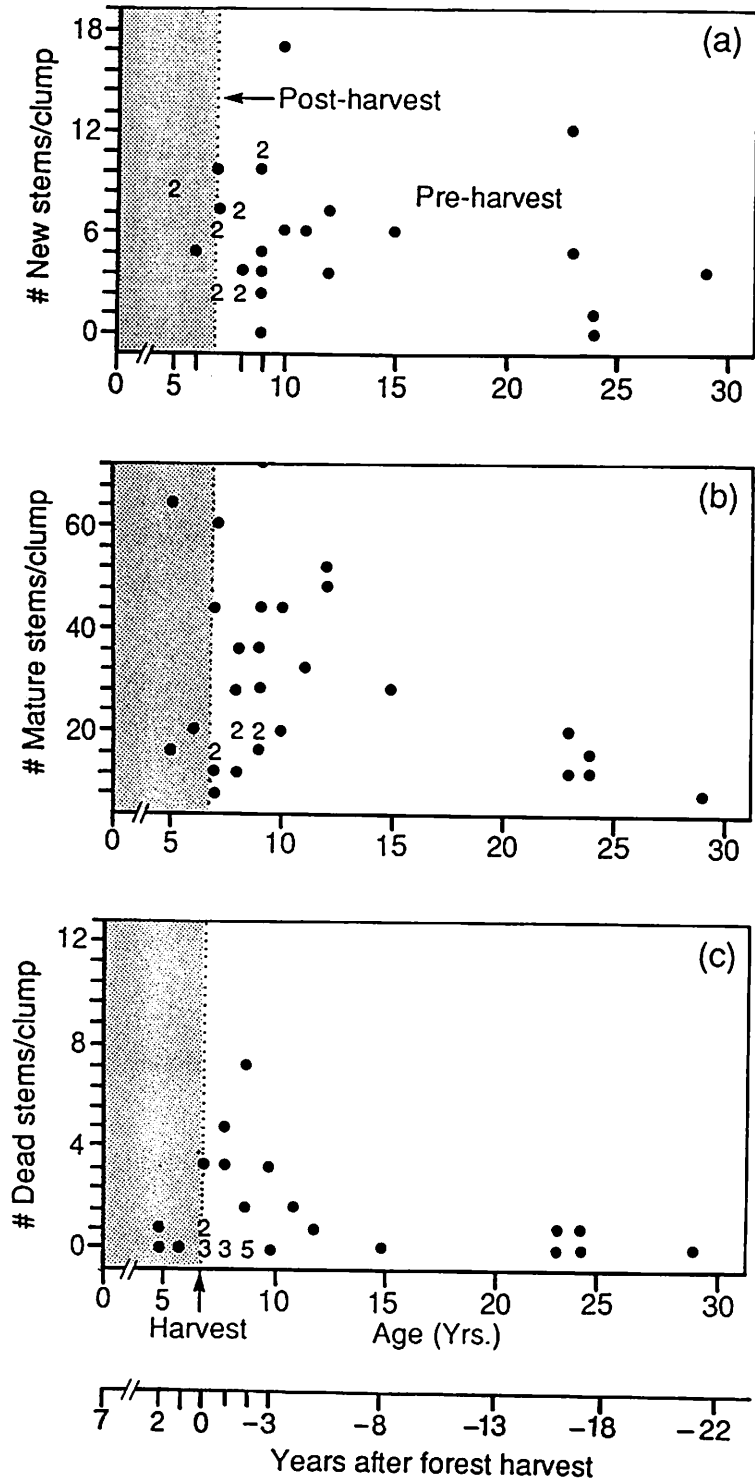 (a)
# New stems/clump
18
12
6
0
Post-harvest
Pre-harvest
2
2
2
2
2 2
0 5 10 15 20 25 30
(b)
# Mature stems/clump
60
40
20
2 2
2
0 5 10 15 20 25 30
(c)
# Dead stems/clump
12
8
4
0
2
3 3 5
0 5 10 15 20 25 30
Harvest
Age (Yrs.)
7 2 0 -3 -8 -13 -18 -22
Years after forest harvest